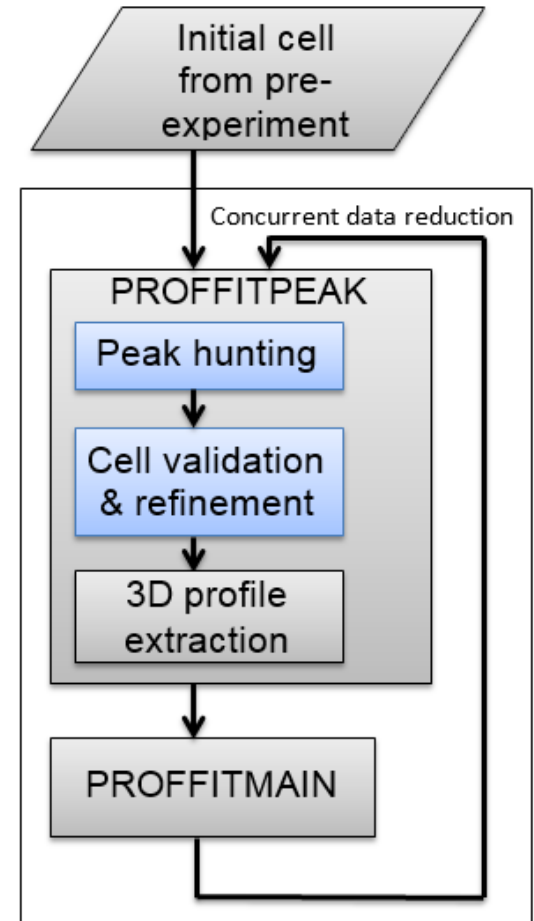 Initial cell
from pre-
experiment
Concurrent data reduction
PROFFITPEAK
Peak hunting
Cell validation
& refinement
3D profile
extraction
PROFFITMAIN